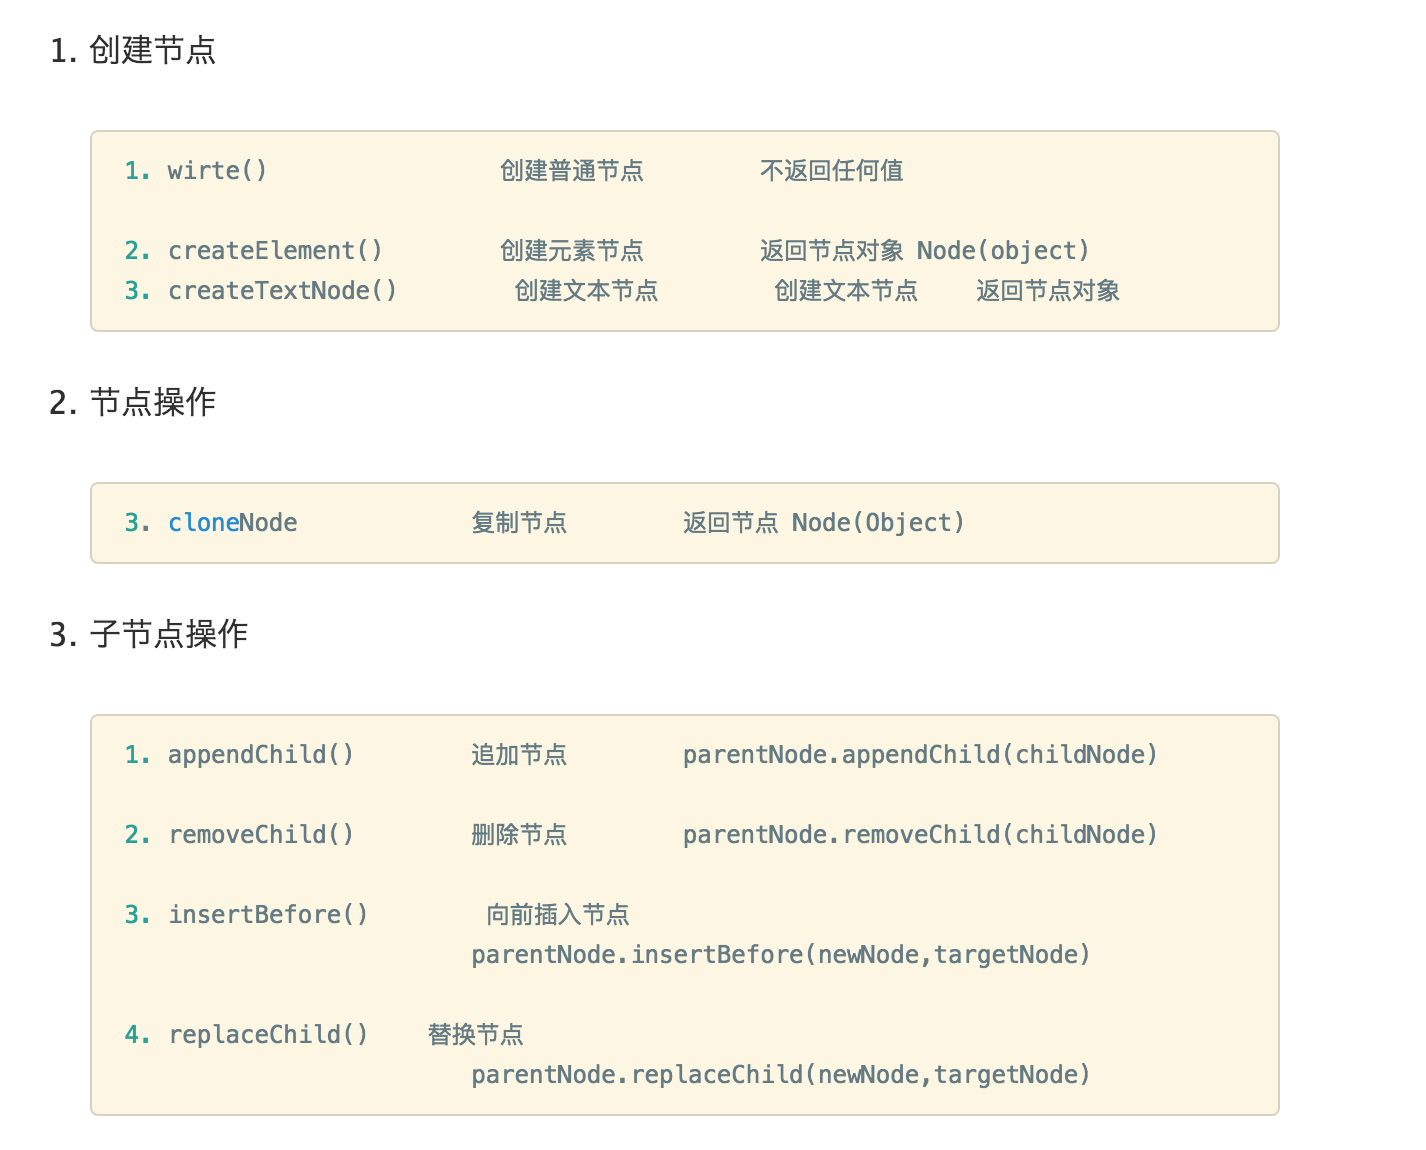 1. 创建节点
1. wirte() 创建普通节点 不返回任何值
2. createElement() 创建元素节点 返回节点对象 Node(object)
3. createTextNode() 创建文本节点 创建文本节点 返回节点对象
2. 节点操作
3. cloneNode 复制节点 返回节点 Node(Object)
3. 子节点操作
1. appendChild() 追加节点 parentNode.appendChild(childNode)
2. removeChild() 删除节点 parentNode.removeChild(childNode)
3. insertBefore() 向前插入节点
parentNode.insertBefore(newNode,targetNode)
4. replaceChild() 替换节点
parentNode.replaceChild(newNode,targetNode)